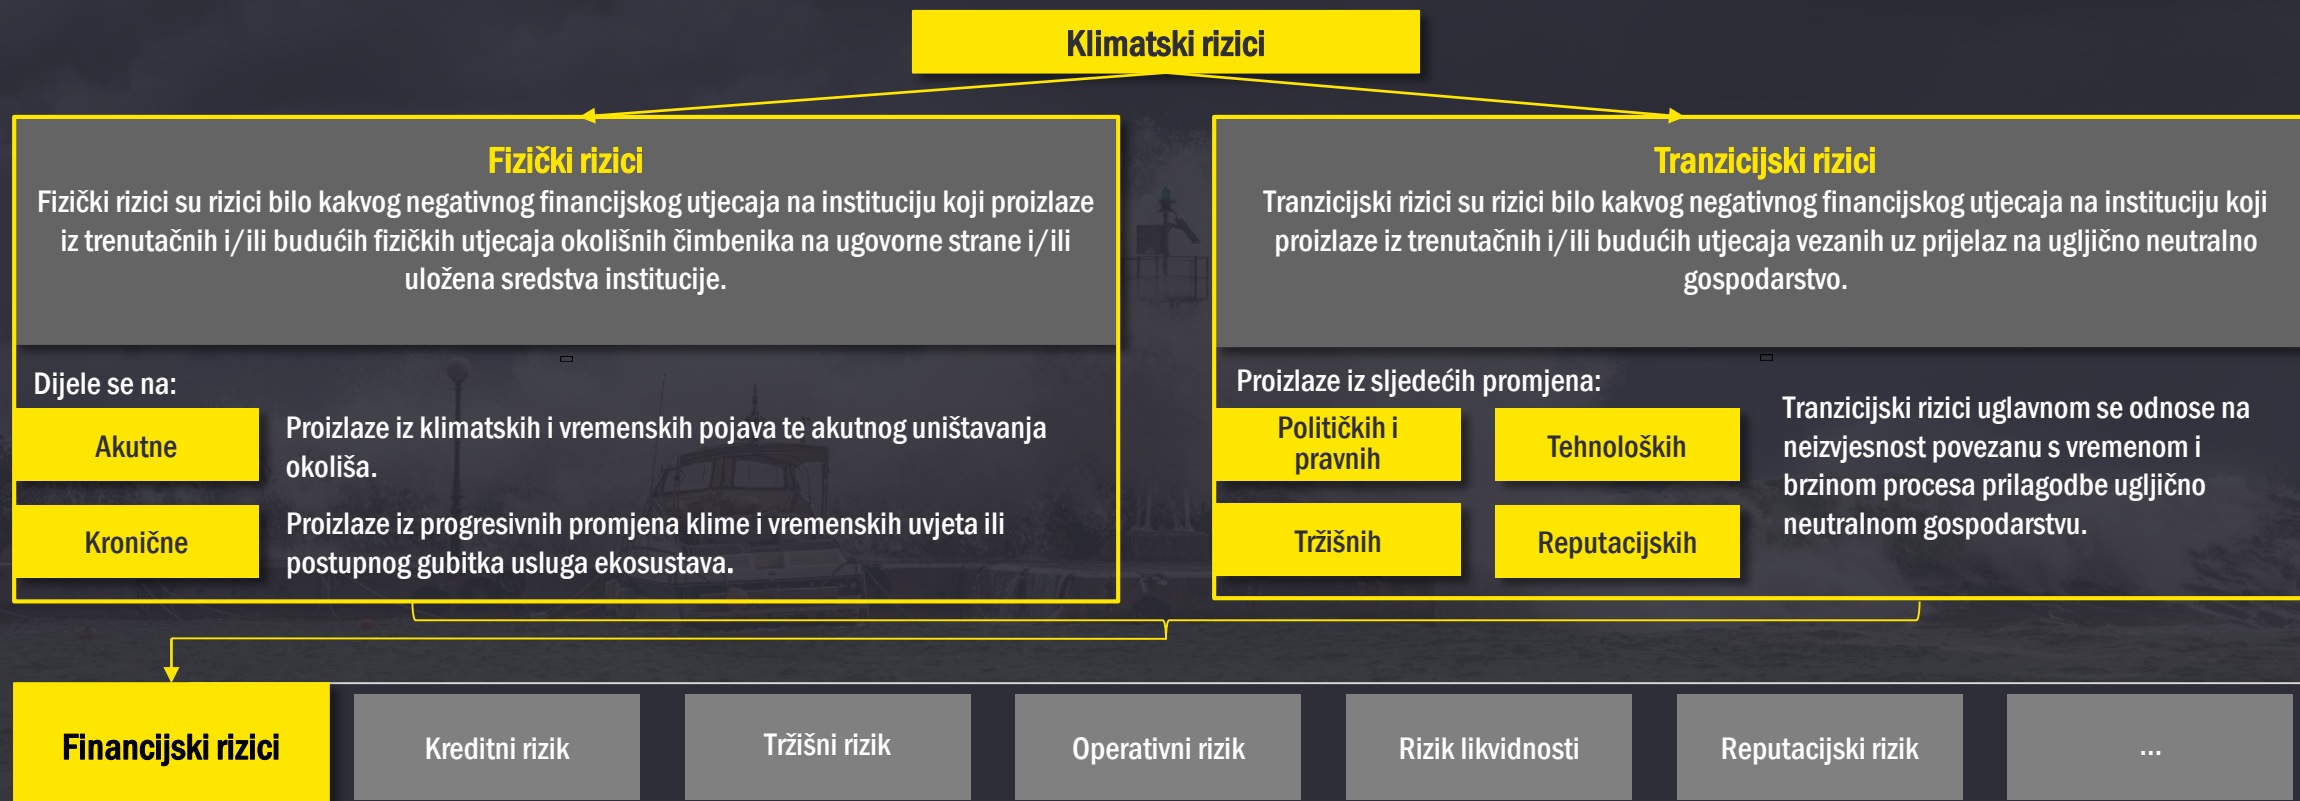 Klimatski rizici
Fizički rizici
Fizički rizici su rizici bilo kakvog negativnog financijskog utjecaja na instituciju koji proizlaze
iz trenutačnih i/ili budućih fizičkih utjecaja okolišnih čimbenika na ugovorne strane i/ili
uložena sredstva institucije.
Dijele se na:
Akutne
Proizlaze iz klimatskih i vremenskih pojava te akutnog uništavanja
okoliša.
Kronične
Proizlaze iz progresivnih promjena klime i vremenskih uvjeta ili
postupnog gubitka usluga ekosustava.
Tranzicijski rizici
Tranzicijski rizici su rizici bilo kakvog negativnog financijskog utjecaja na instituciju koji
proizlaze iz trenutačnih i/ili budućih utjecaja vezanih uz prijelaz na ugljično neutralno
gospodarstvo.
Proizlaze iz sljedećih promjena:
Političkih i
pravnih
Tehnoloških
Tržišnih
Reputacijskih
Tranzicijski rizici uglavnom se odnose na
neizvjesnost povezanu s vremenom i
brzinom procesa prilagodbe ugljično
neutralnom gospodarstvu.
Financijski rizici
Kreditni rizik
Tržišni rizik
Operativni rizik
Rizik likvidnosti
Reputacijski rizik
...